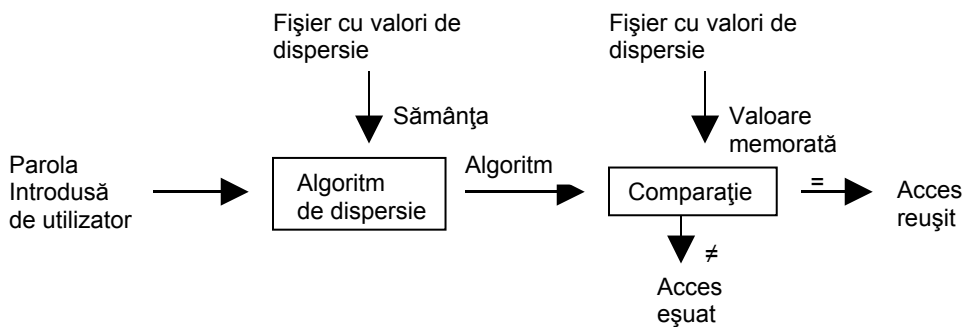 Fişier cu valori de
dispersie
Fişier cu valori de
dispersie
Sămânţa
Valoare
memorată
Parola
Introdusă
de utilizator
Algoritm
de dispersie
Algoritm
Comparaţie
=
Acces
reuşit
≠
Acces
eşuat